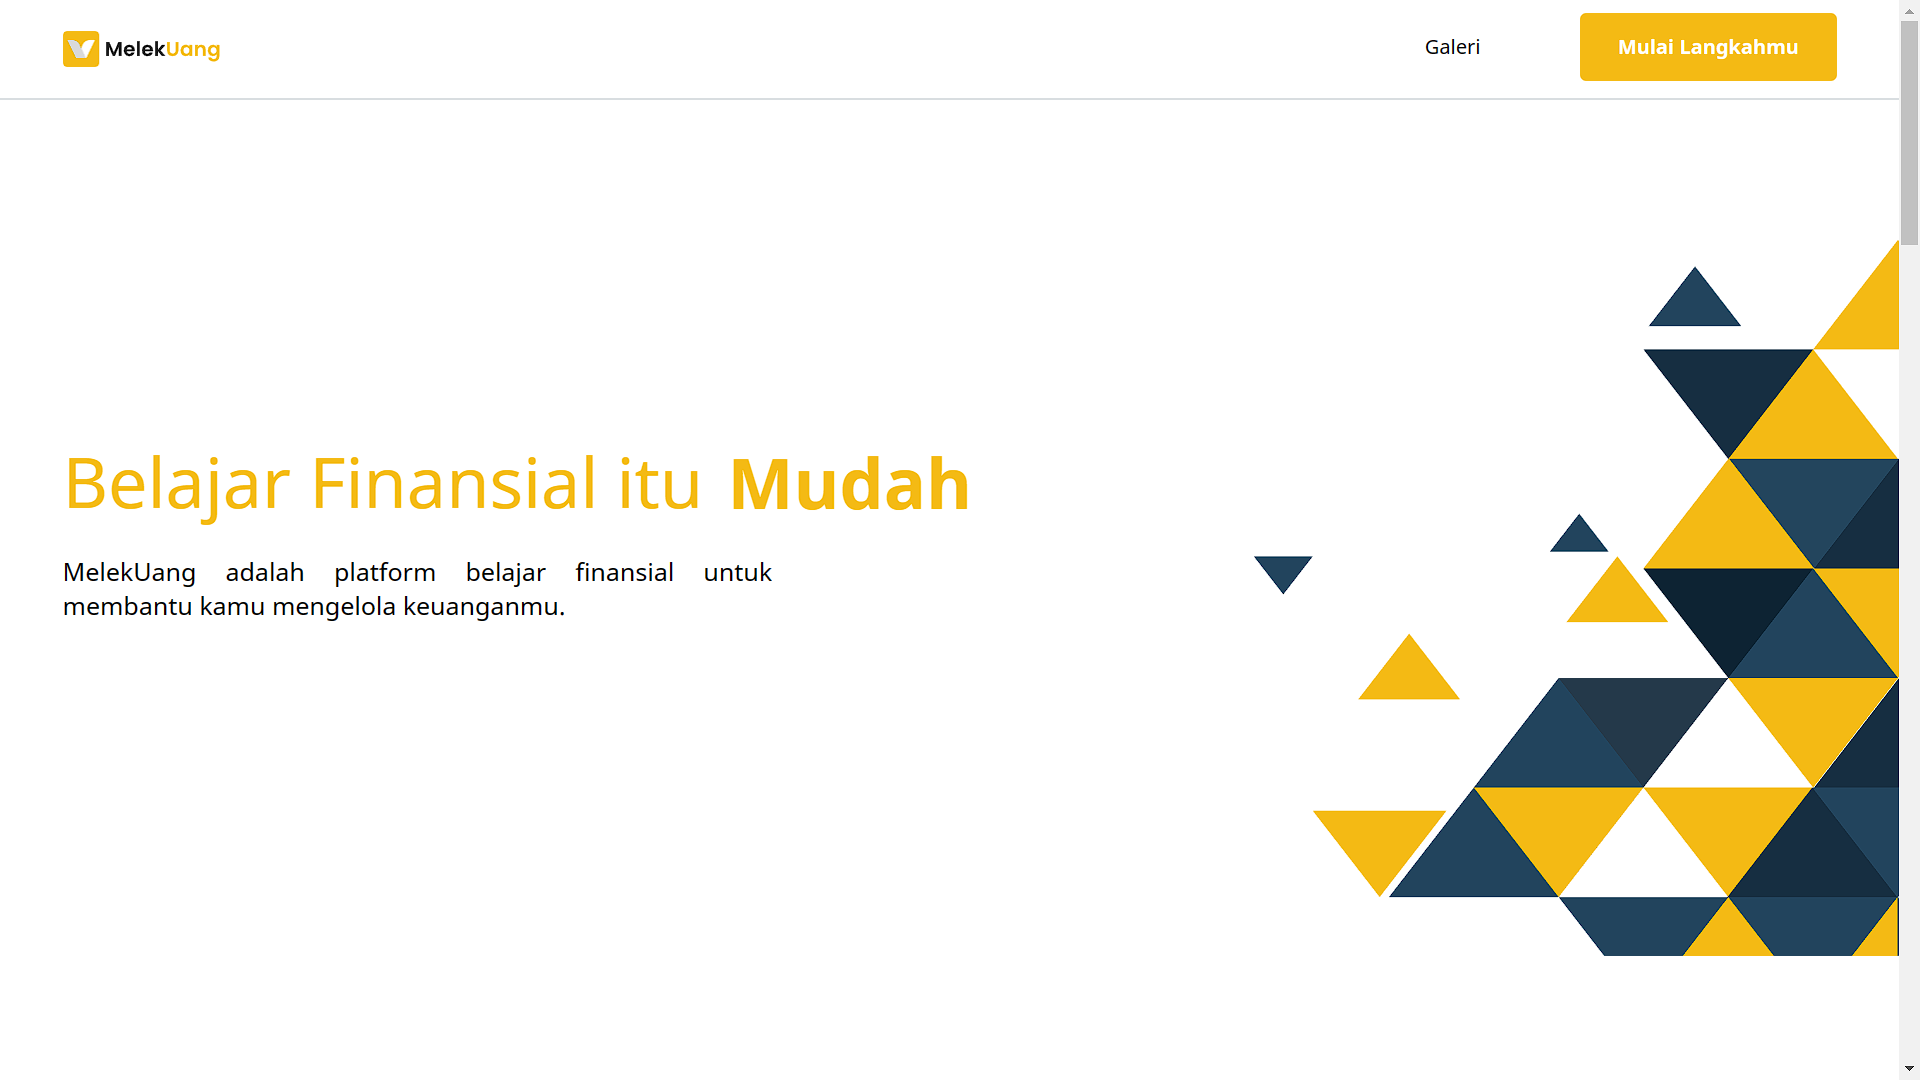 MelekUang
Galeri
Mulai Langkahmu
Belajar Finansial itu Mudah
MelekUang adalah platform belajar finansial untuk
membantu kamu mengelola keuanganmu.